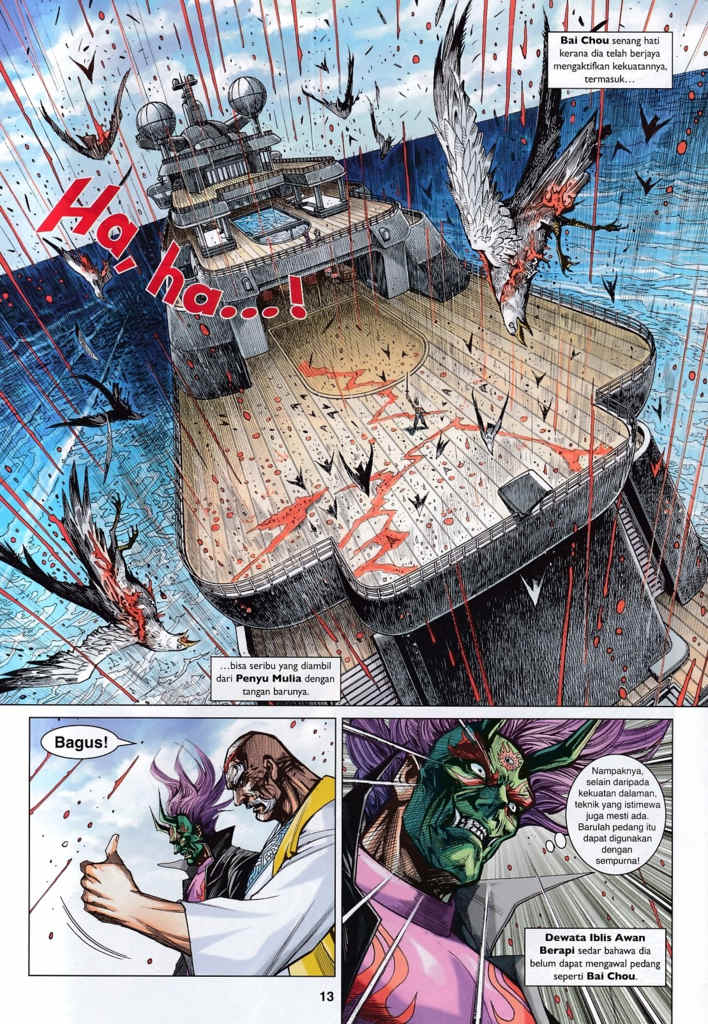 Bai Chou senang hati
kerana dia telah berjaya
mengaktifkan kekuatannya,
termasuk...
Ha, ha...!
...bisa seribu yang diambil
dari Penyu Mulia dengan
tangan barunya.
Bagus!
Nampaknya,
selain daripada
kekuatan dalaman,
teknik yang istimewa
juga mesti ada.
Barulah pedang itu
dapat digunakan
dengan
sempurna!
Dewata Iblis Awan
Berapi sedar bahawa dia
belum dapat mengawal pedang
seperti Bai Chou.
13